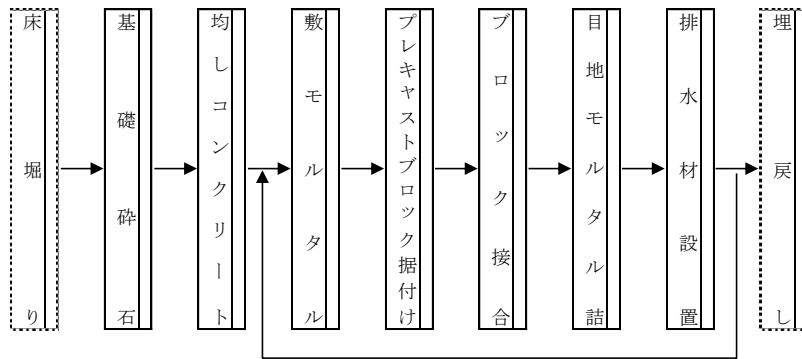 床堀り
基礎砕石
均しコンクリート
敷モルタル
プレキャストブロック据付け
ブロック接合
目地モルタル詰
排水材設置
埋戻し